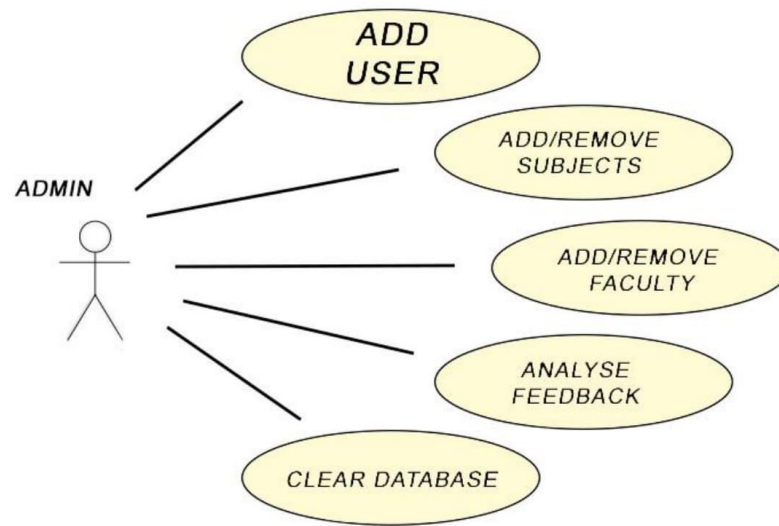 ADD
USER
ADD/REMOVE
SUBJECTS
ADMIN
ADD/REMOVE
FACULTY
ANALYSE
FEEDBACK
CLEAR DATABASE